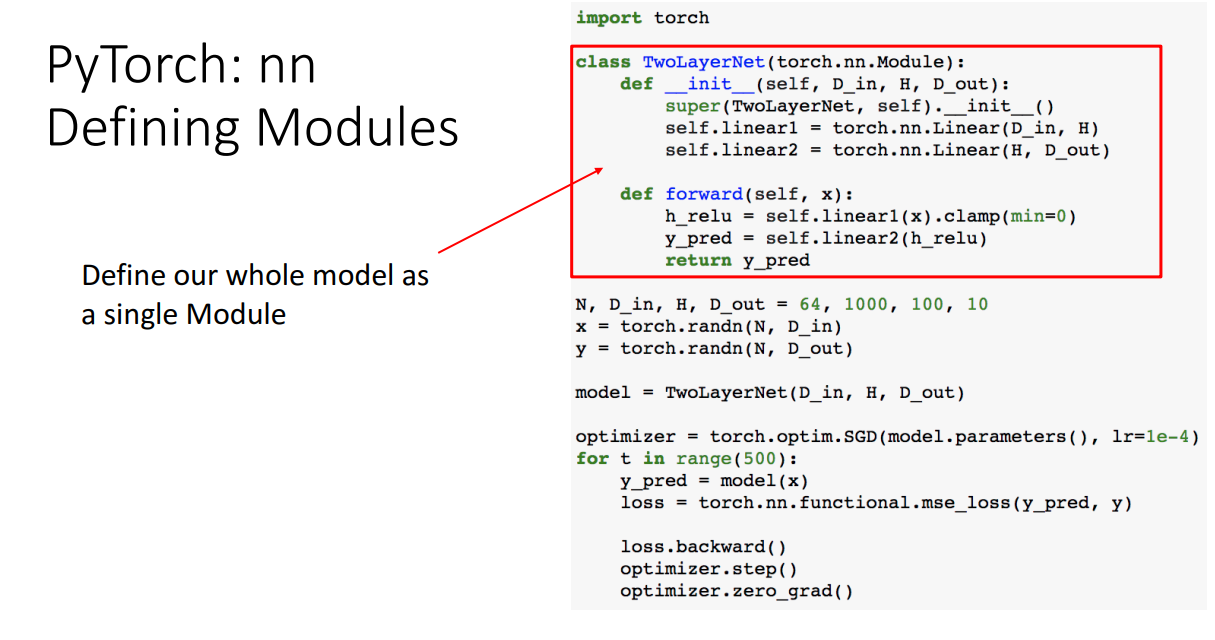 PyTorch: nn
Defining Modules
Define our whole model as
a single Module
import torch
class TwoLayerNet(torch.nn.Module):
    def __init__(self, D_in, H, D_out):
        super(TwoLayerNet, self).__init__()
        self.linear1 = torch.nn.Linear(D_in, H)
        self.linear2 = torch.nn.Linear(H, D_out)
    def forward(self, x):
        h_relu = self.linear1(x).clamp(min=0)
        y_pred = self.linear2(h_relu)
        return y_pred
N, D_in, H, D_out = 64, 1000, 100, 10
x = torch.randn(N, D_in)
y = torch.randn(N, D_out)
model = TwoLayerNet(D_in, H, D_out)
optimizer = torch.optim.SGD(model.parameters(), lr=1e-4)
for t in range(500):
    y_pred = model(x)
    loss = torch.nn.functional.mse_loss(y_pred, y)
    loss.backward()
    optimizer.step()
    optimizer.zero_grad()